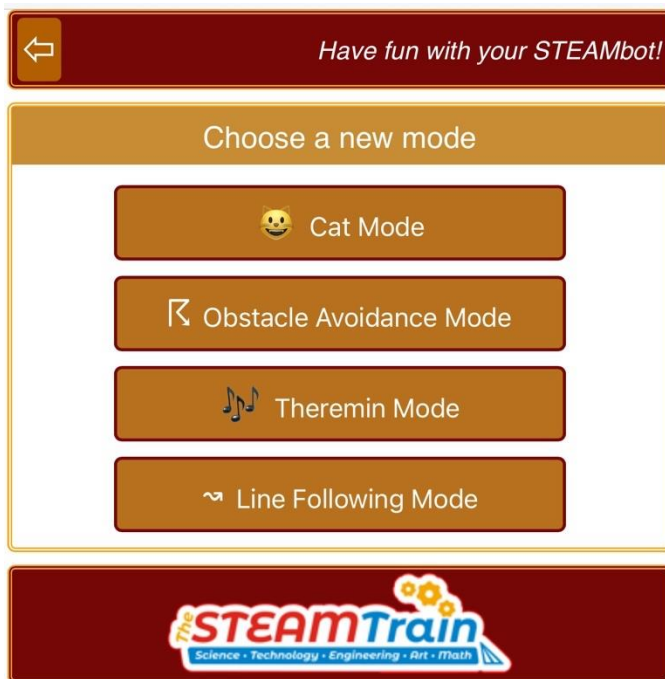 Have fun with your STEAMbot!
Choose a new mode
Cat Mode
Obstacle Avoidance Mode
Theremin Mode
Line Following Mode
The STEAMTrain
Science • Technology • Engineering • Art • Math